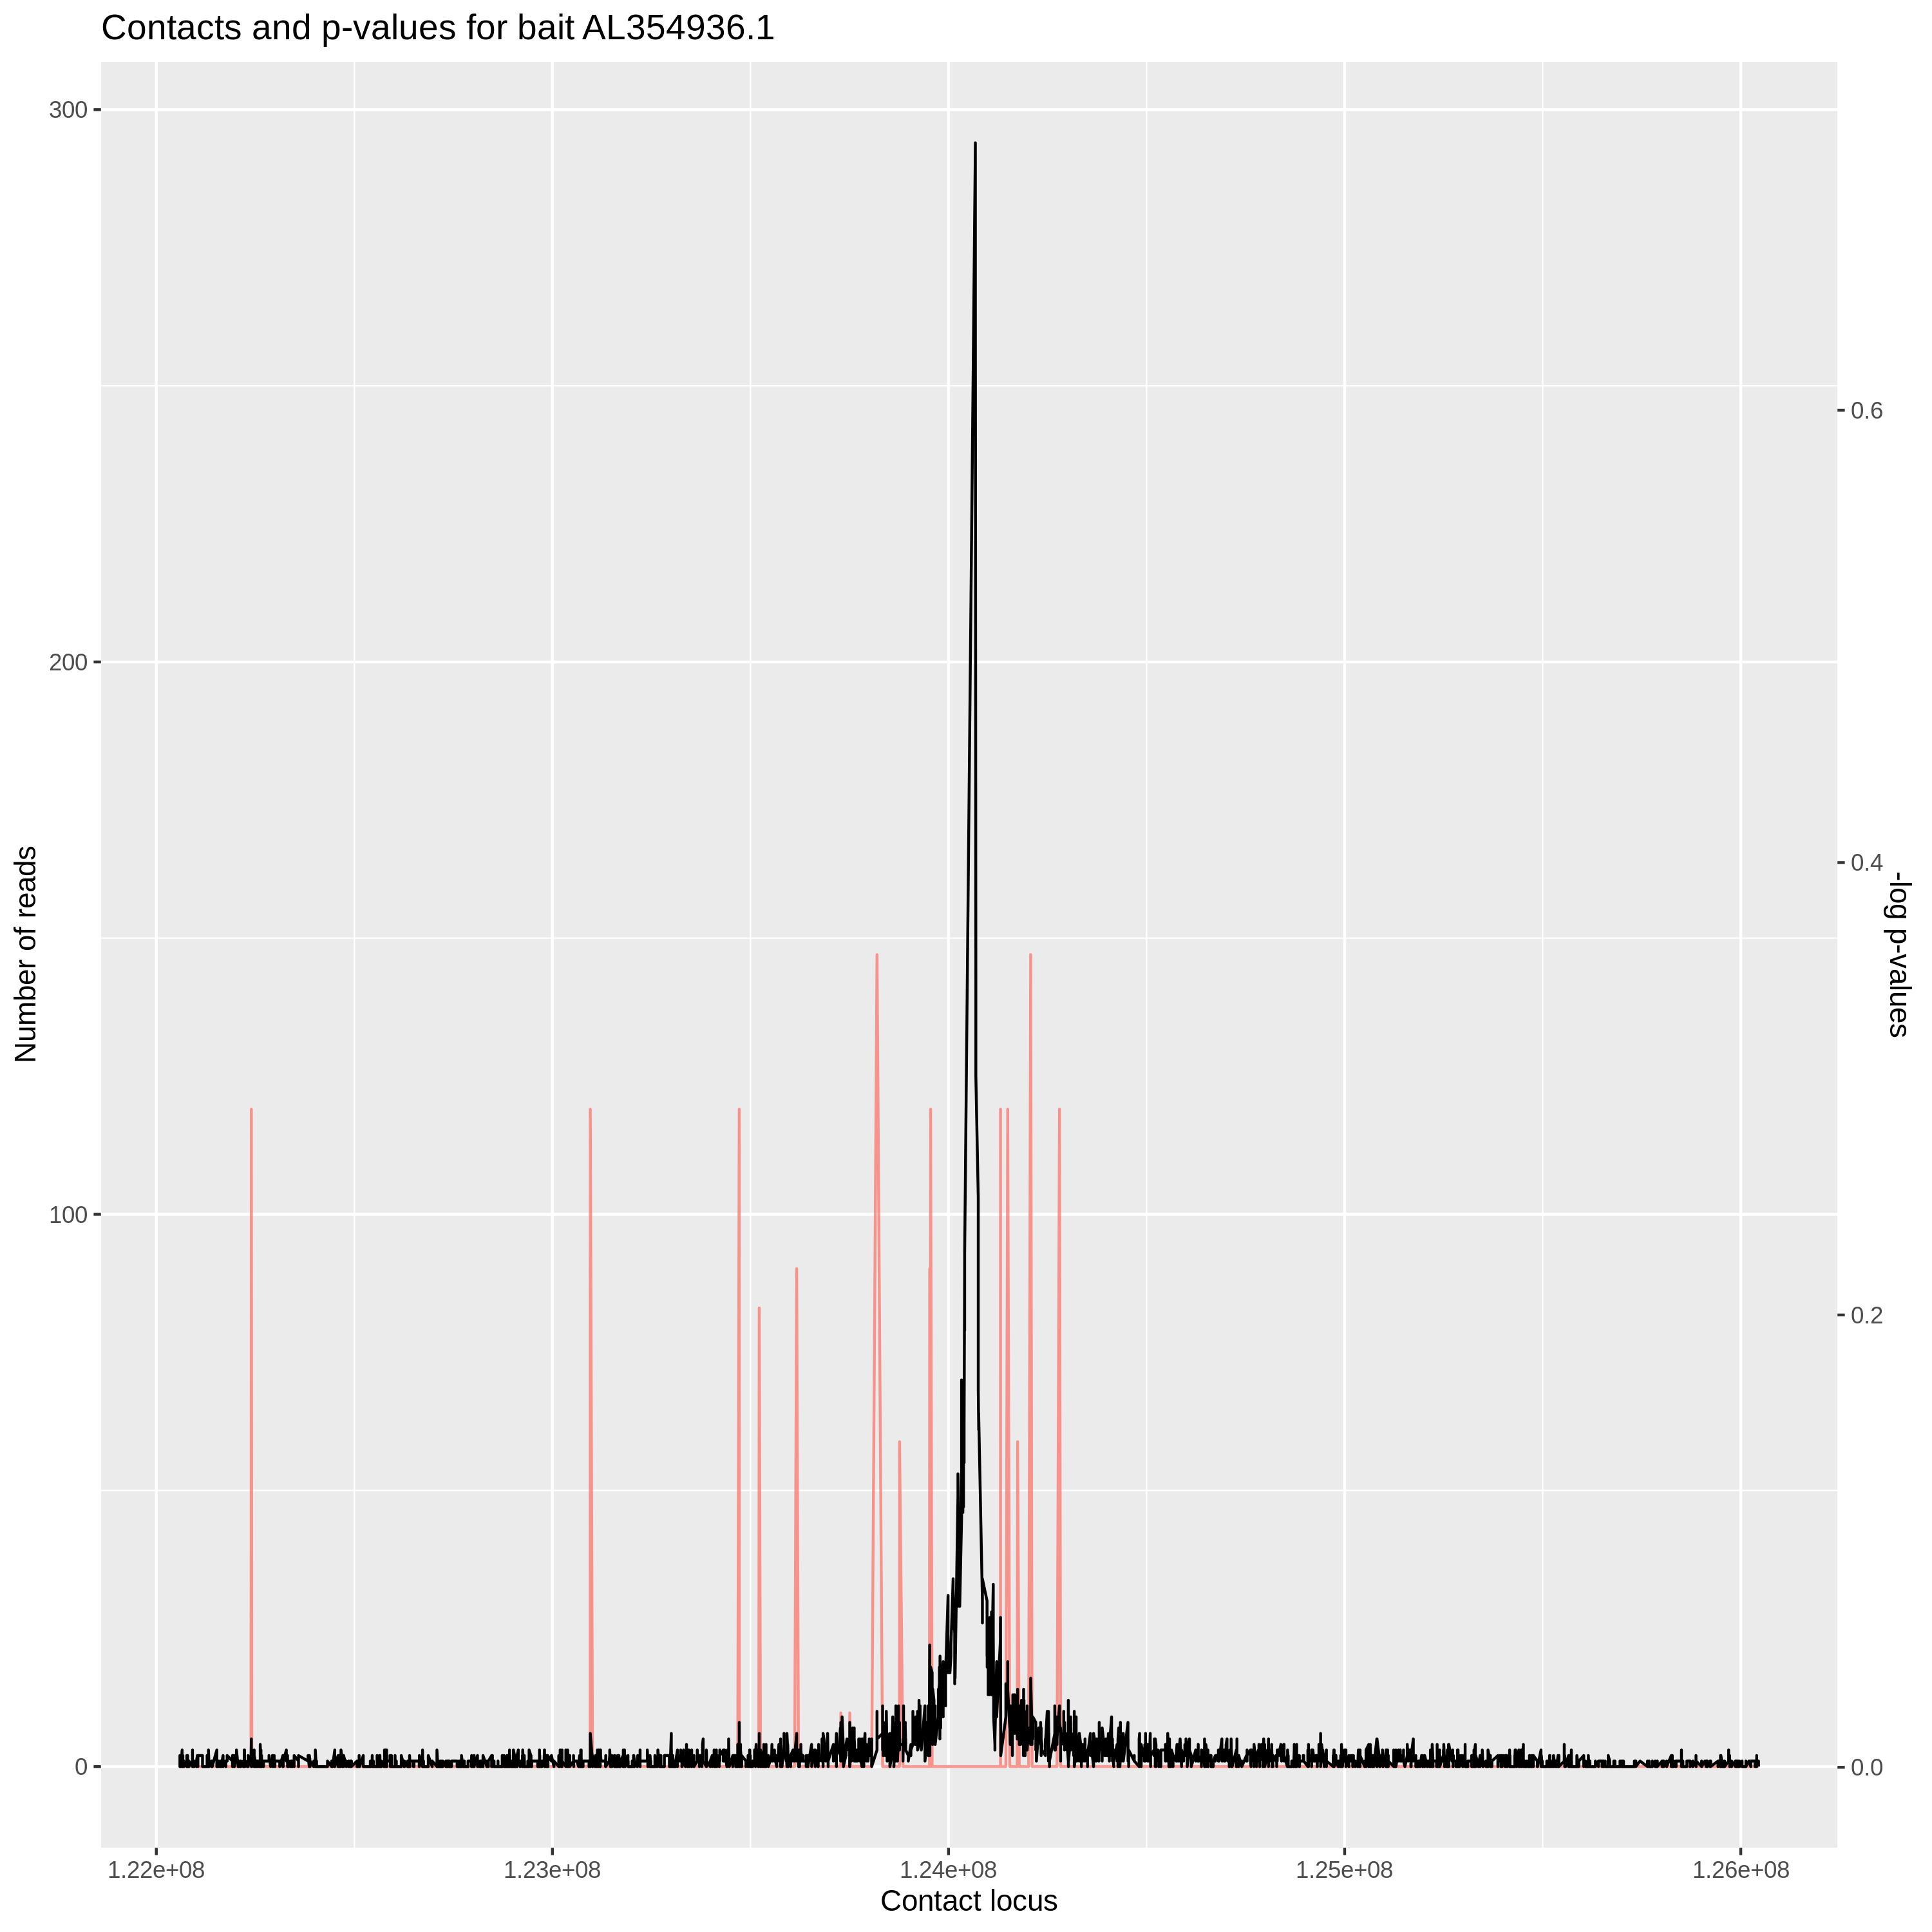 Contacts and p-values for bait AL354936.1
300
200
100
0
Number of reads
0.6
0.4
0.2
0.0
-log p-values
1.22e+08
1.23e+08
1.24e+08
1.25e+08
1.26e+08
Contact locus